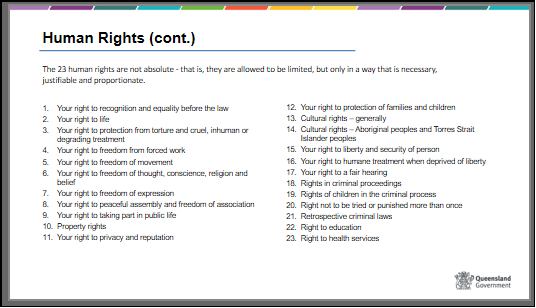 Human Rights (cont.)
The 23 human rights are not absolute - that is, they are allowed to be limited, but only in a way that is necessary,
justifiable and proportionate.
1. Your right to recognition and equality before the law
2. Your right to life
3. Your right to protection from torture and cruel, inhuman or
degrading treatment
4. Your right to freedom from forced work
5. Your right to freedom of movement
6. Your right to freedom of thought, conscience, religion and
belief
7. Your right to freedom of expression
8. Your right to peaceful assembly and freedom of association
9. Your right to taking part in public life
10. Property rights
11. Your right to privacy and reputation
12. Your right to protection of families and children
13. Cultural rights – generally
14. Cultural rights – Aboriginal peoples and Torres Strait
Islander peoples
15. Your right to liberty and security of person
16. Your right to humane treatment when deprived of liberty
17. Your right to a fair hearing
18. Rights in criminal proceedings
19. Rights of children in the criminal process
20. Right not to be tried or punished more than once
21. Retrospective criminal laws
22. Right to education
23. Right to health services
Queensland
Government